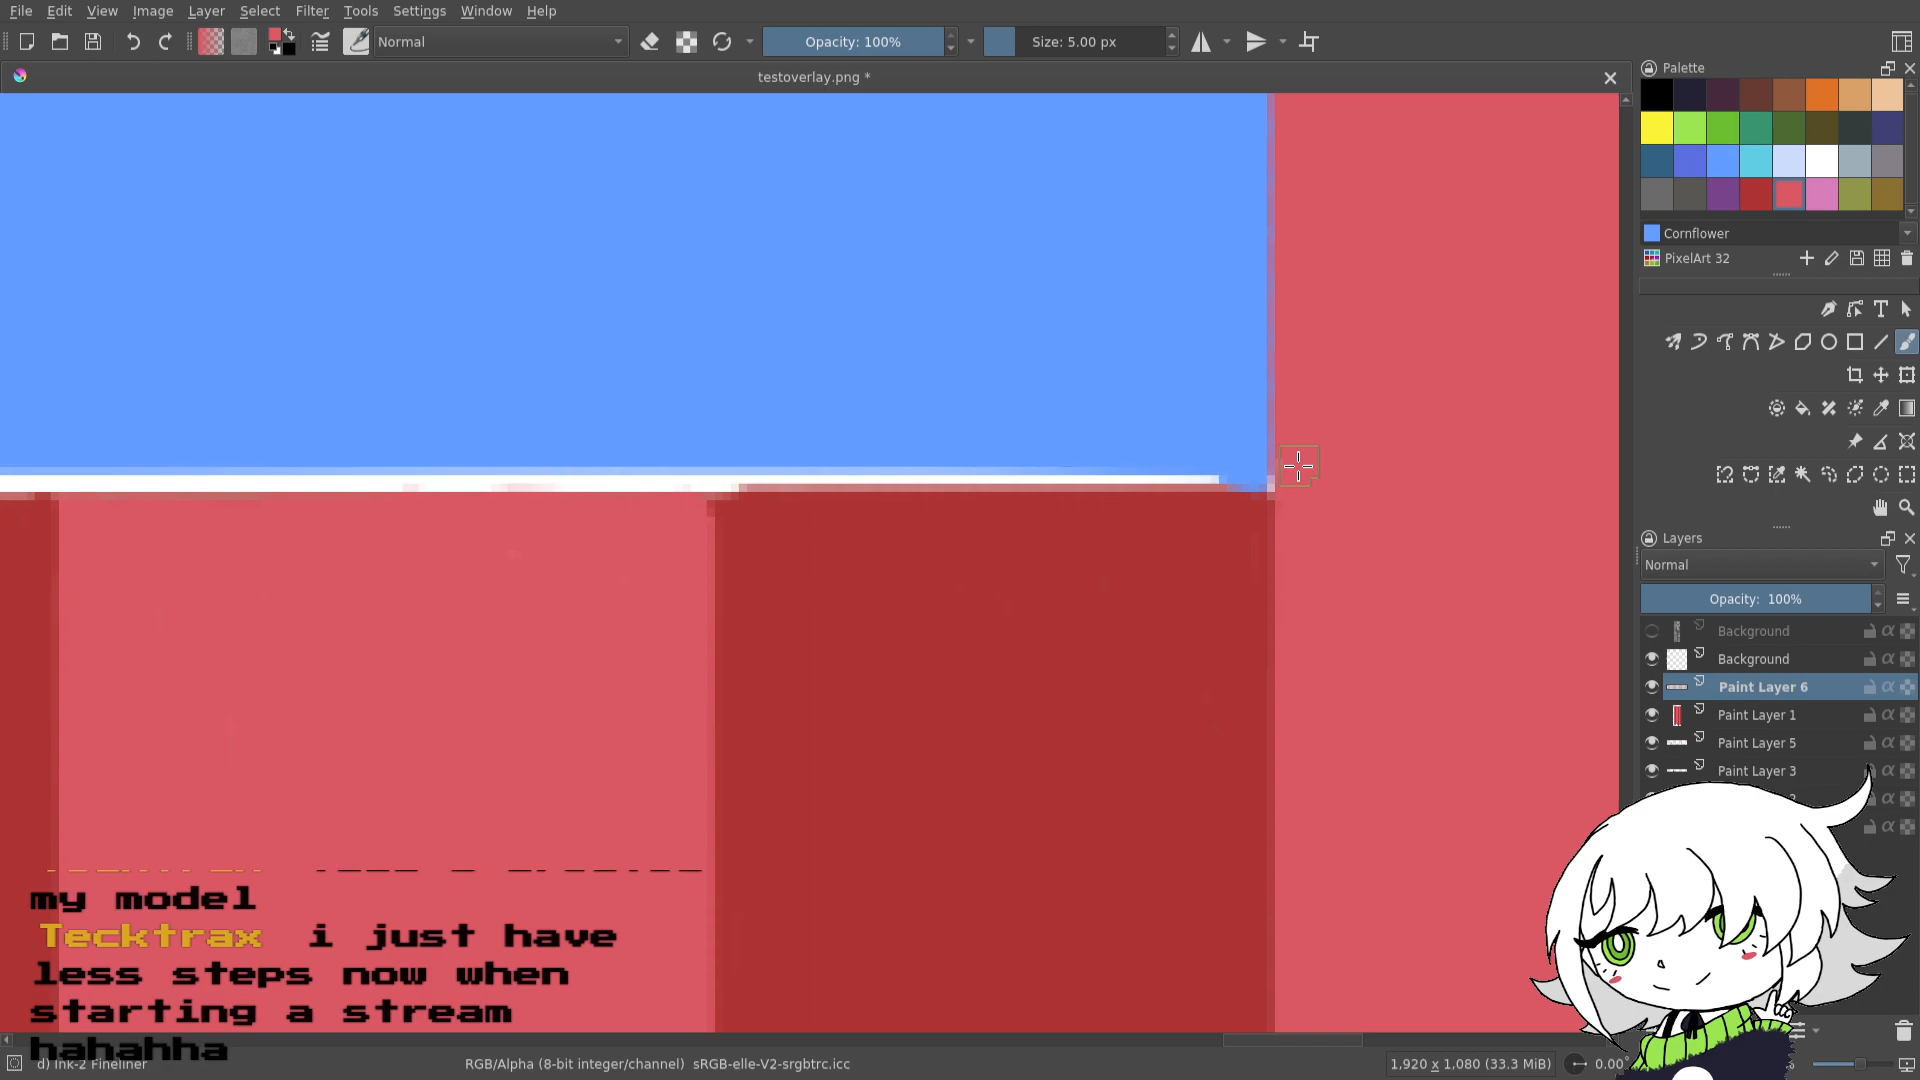 File Edit View Image Layer Select Filter Tools Settings Window Help
Normal
Opacity: 100%
Size: 5.00 px
testoverlay.png *
Palette
Cornflower
PixelArt 32
Layers
Normal
Opacity: 100%
Background
Background
Paint Layer 6
Paint Layer 1
Paint Layer 5
Paint Layer 3
my model
Tecktrax i just have
less steps now when
starting a stream
hahahha
d) Ink-2 Fineliner
RGB/Alpha (8-bit integer/channel) sRGB-elle-V2-srgbtrc.icc
1,920 x 1,080 (33.3 MiB)
0.00°